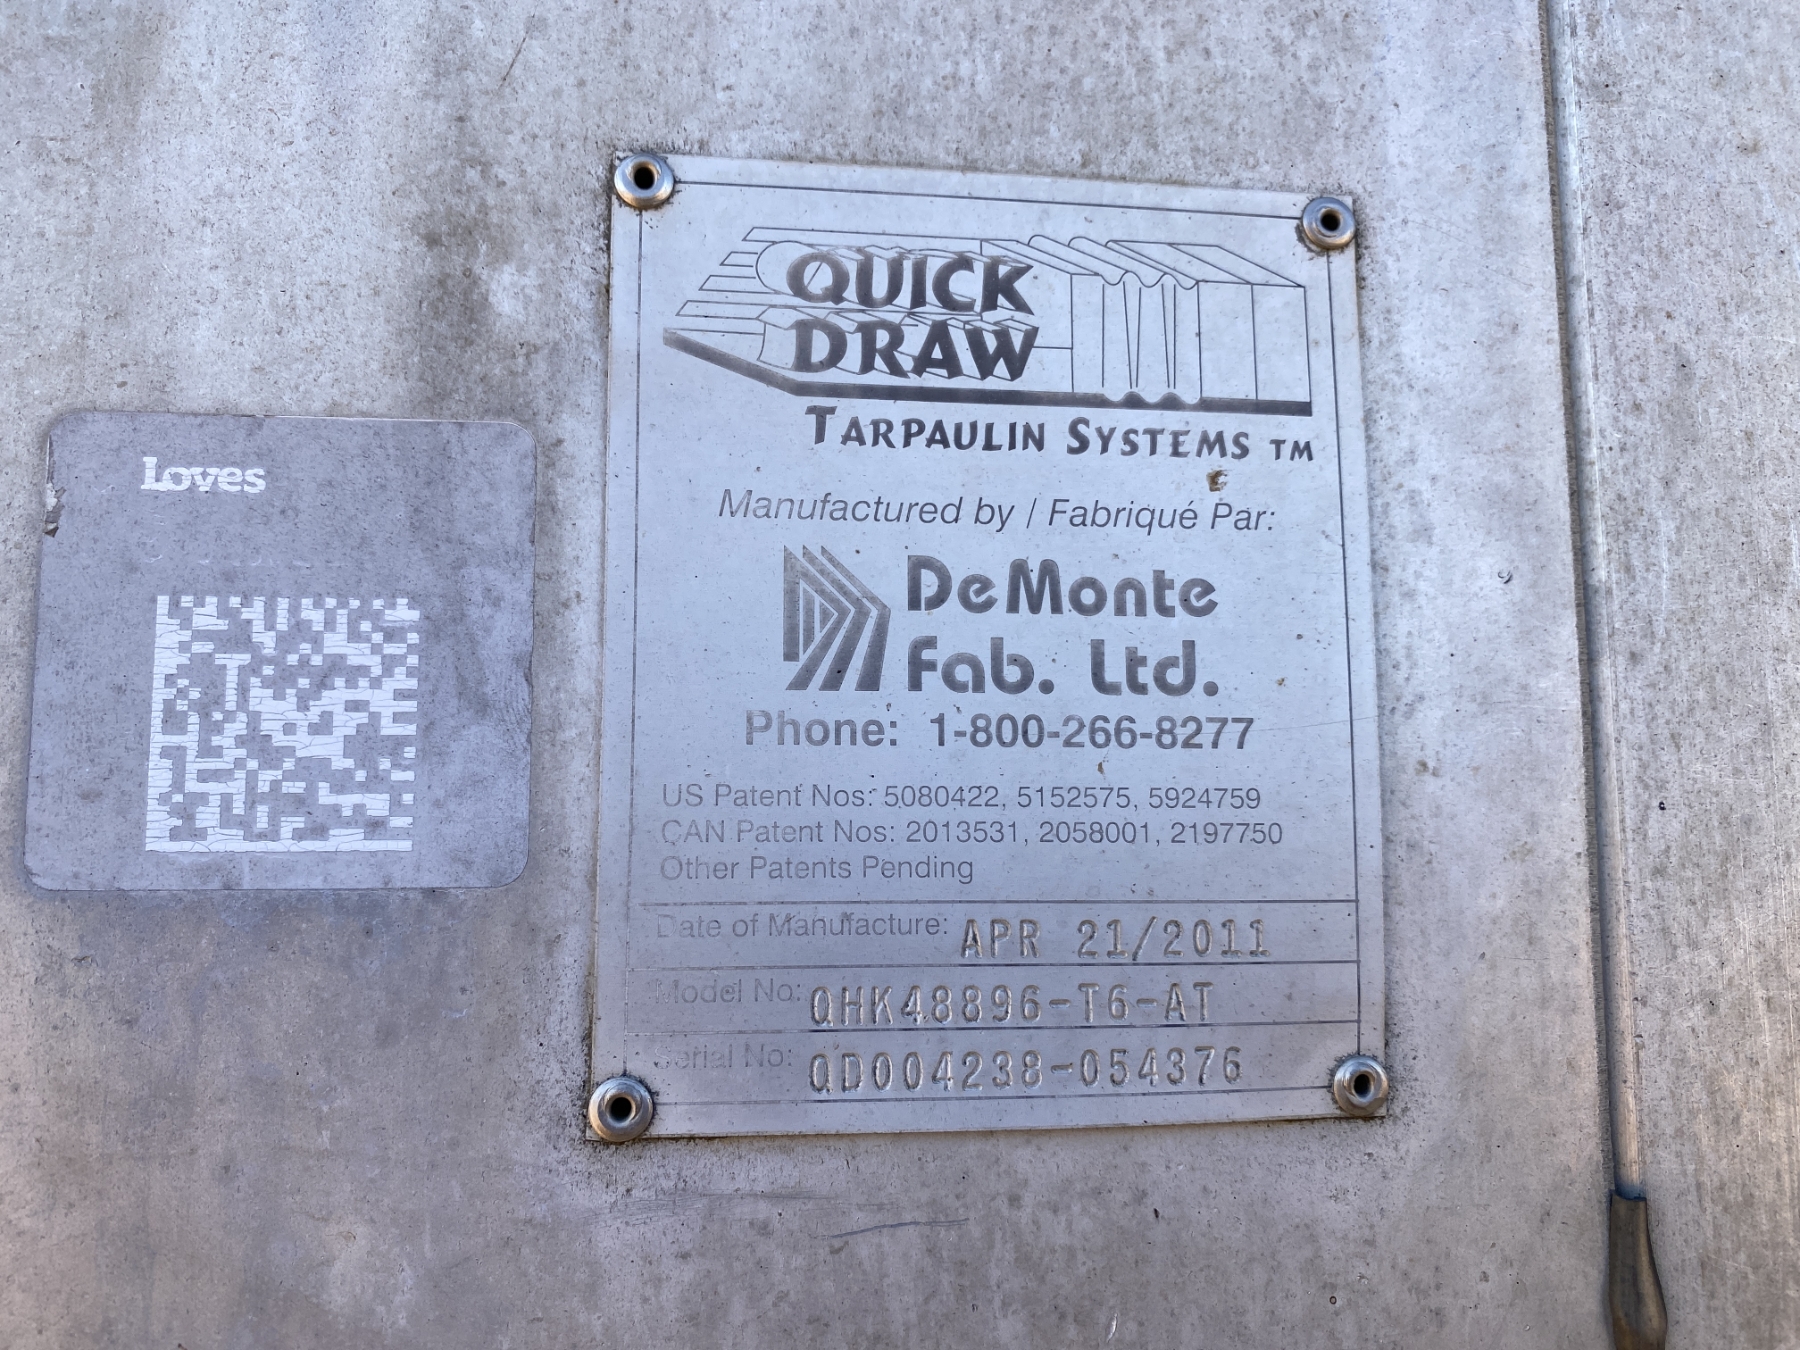 Loves
QUICK
DRAW
TARPAULIN SYSTEMS TM
Manufactured by / Fabriqué Par:
DeMonte
Fab. Ltd.
Phone: 1-800-266-8277
US Patent Nos: 5080422, 5152575, 5924759
CAN Patent Nos: 2013531, 2058001, 2197750
Other Patents Pending
Date of Manufacture: APR 21/2011
Model No: QHK48896-T6-AT
Serial No: QD004238-054376